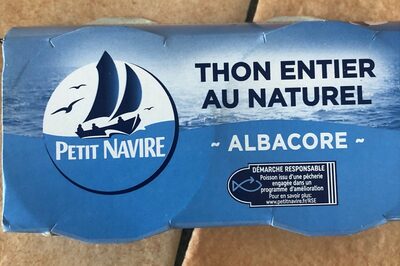 PETIT NAVIRE
THON ENTIER
AU NATUREL
~ ALBACORE ~
DÉMARCHE RESPONSABLE
Poisson issu d'une pêcherie
engagée dans un
programme d'amélioration
Pour en savoir plus:
www.petitnavire.fr/RSE